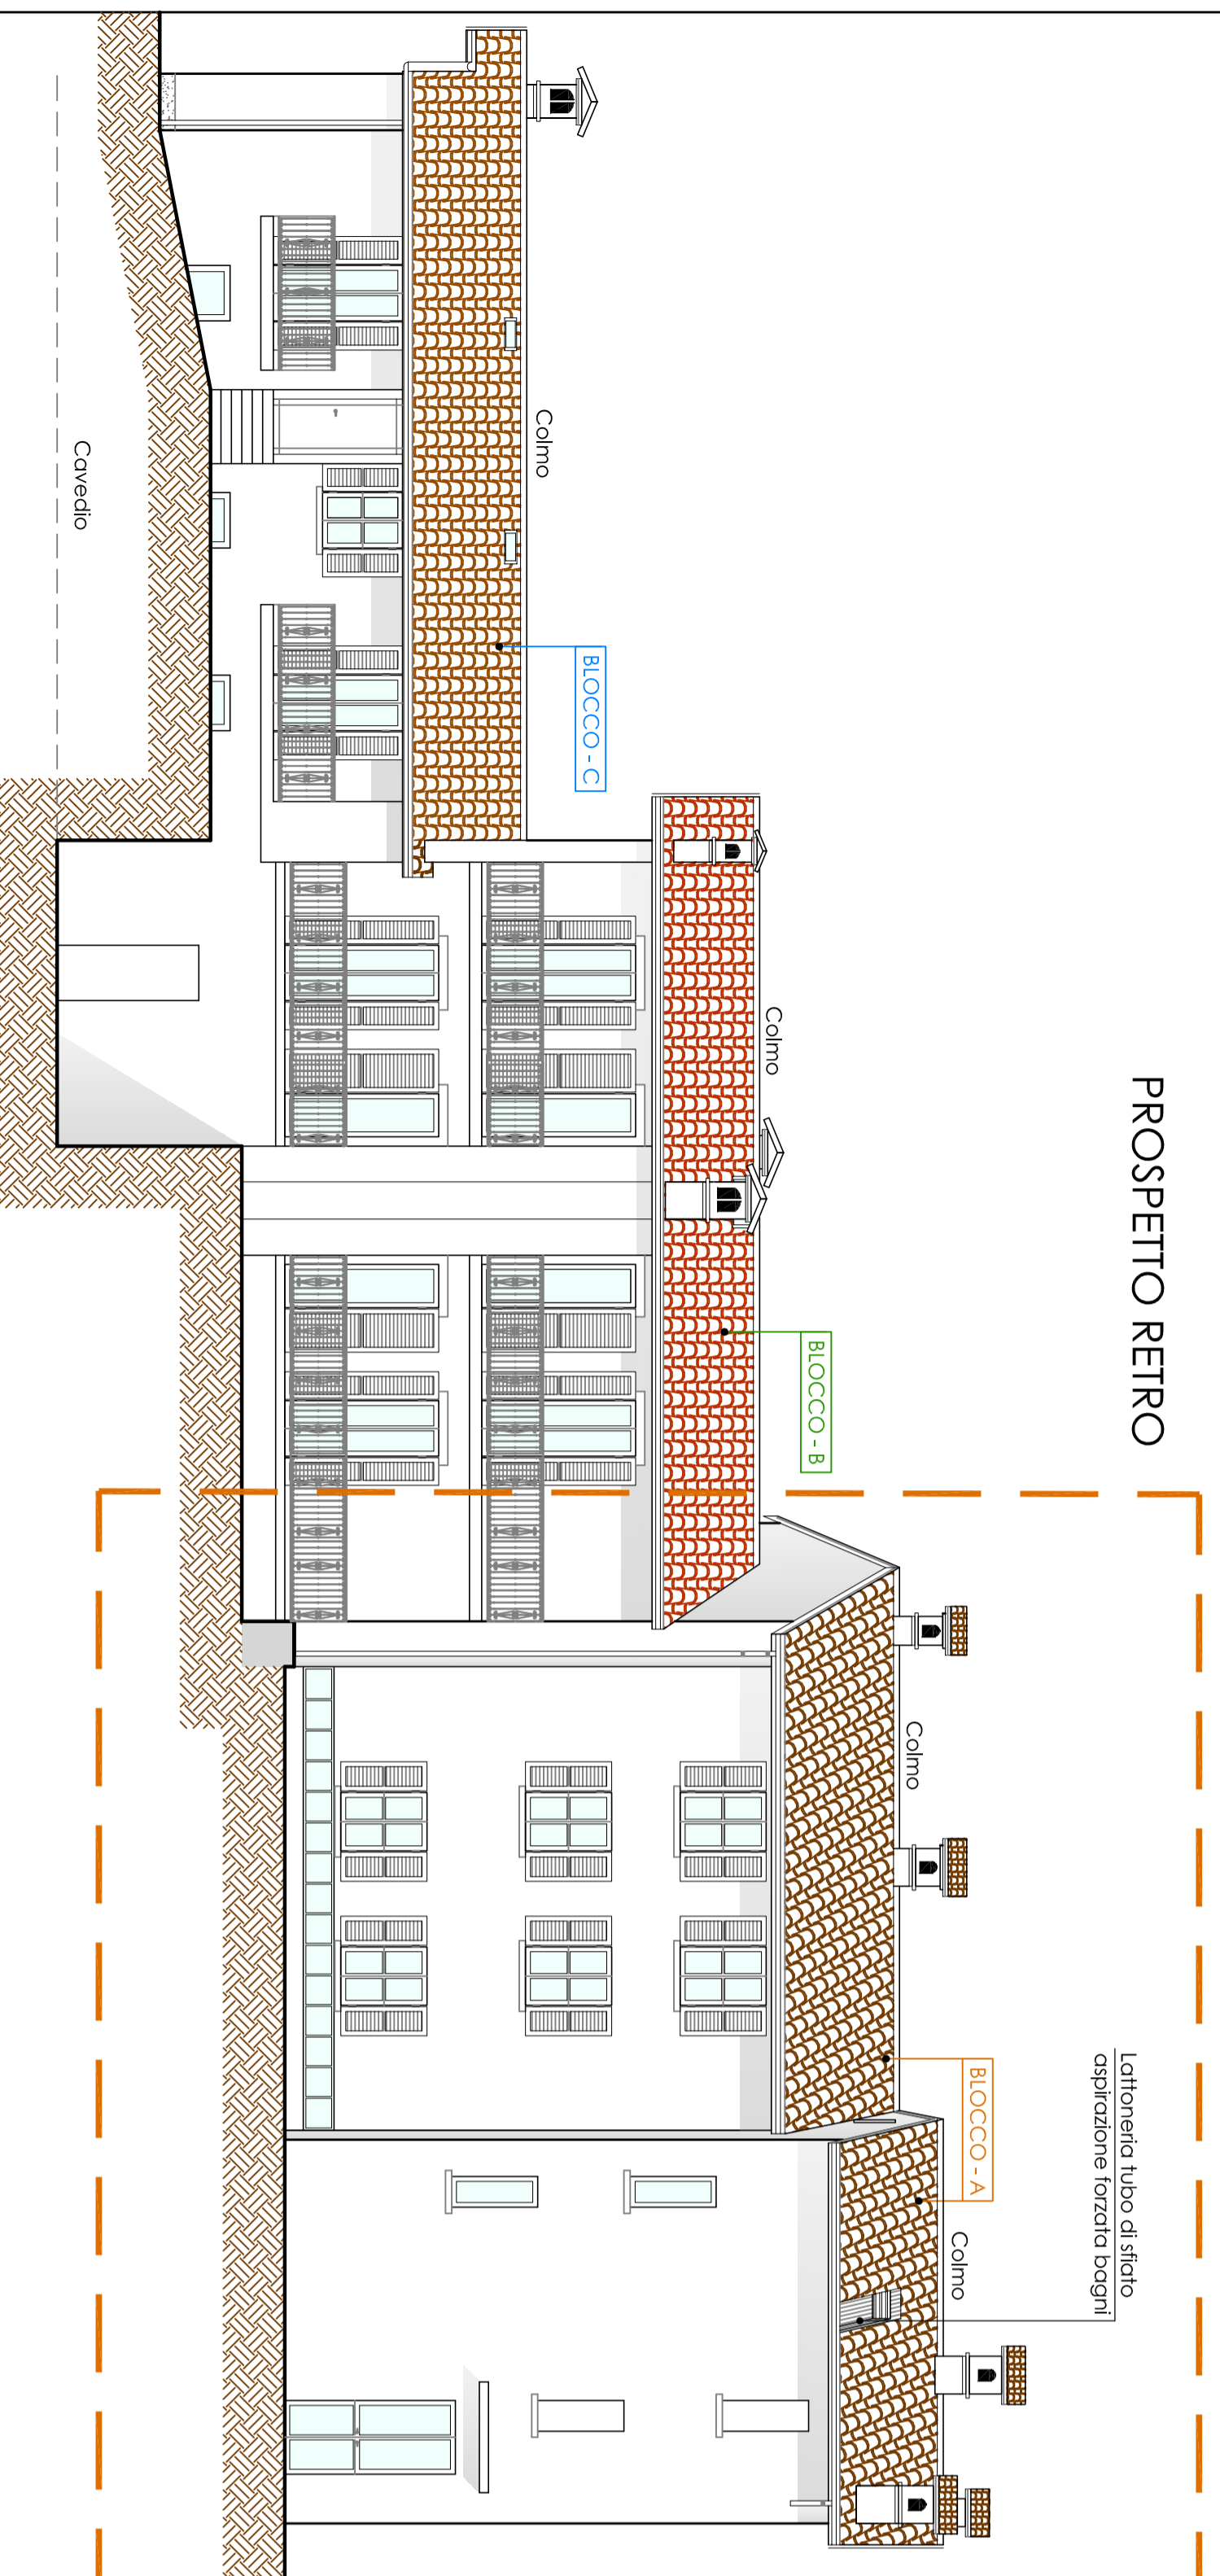 PROSPETTO RETRO
Lattoneria tubo di sfiato
aspirazione forzata bagni
BLOCCO - A
Colmo
Colmo
BLOCCO - B
Colmo
BLOCCO - C
Colmo
Cavedio